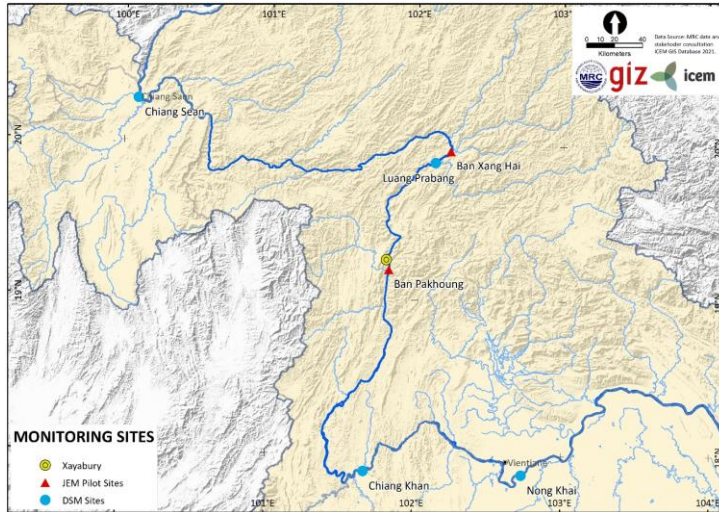 100°E
101°E
102°E
103°E
0 10 20 40
Kilometers
Data Source: MRC data and
stakeholder consultation
ICEM GIS Database 2021.
MRC
giz
icem
Chiang Saen
Chiang Sean
20°N
Ban Xang Hai
Luang Prabang
19°N
Ban Pakhoung
MONITORING SITES
Xayabury
JEM Pilot Sites
DSM Sites
Vientiane
Chiang Khan
Nong Khai
101°E
102°E
103°E
104°E